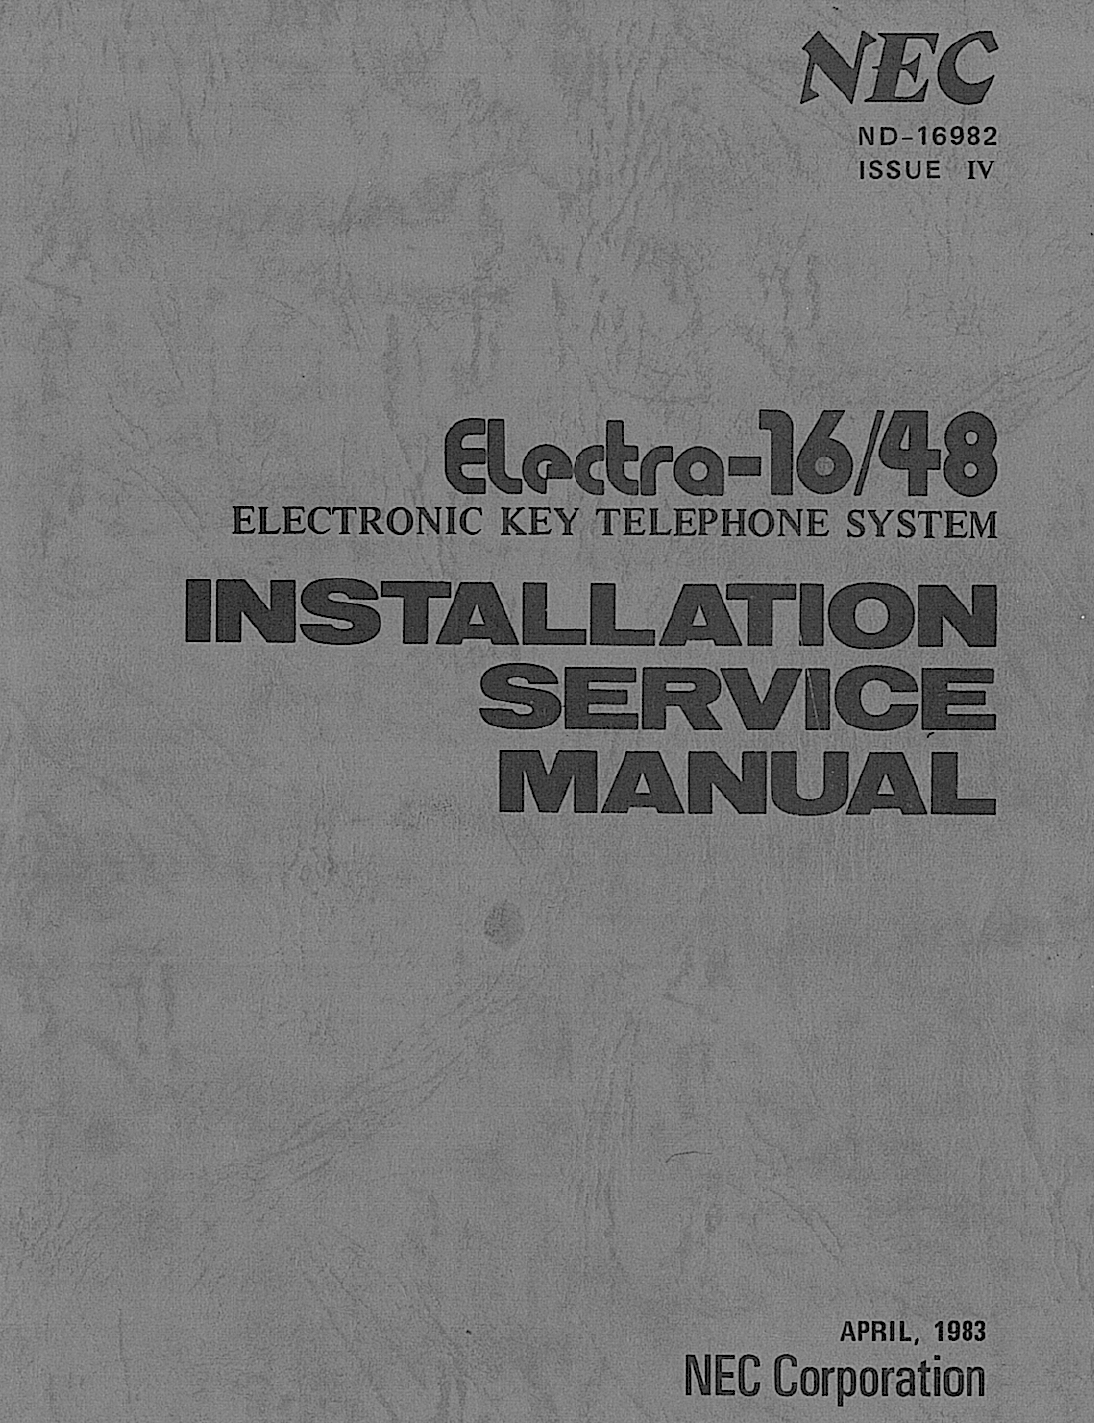 NEC
ND-16982
ISSUE IV
Electra-16/48
ELECTRONIC KEY TELEPHONE SYSTEM
INSTALLATION
SERVICE
MANUAL
APRIL, 1983
NEC Corporation